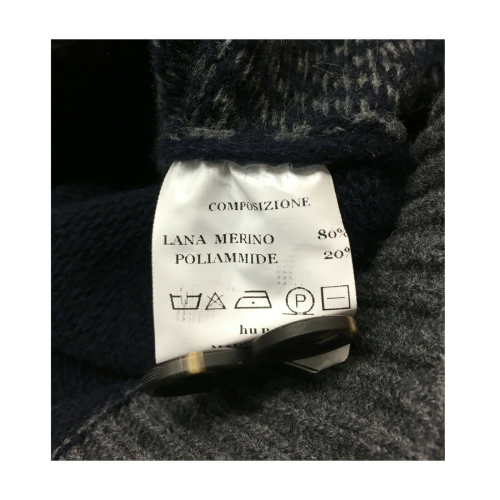 COMPOSIZIONE
LANA MERINO 80%
POLIAMMIDE 20%
P